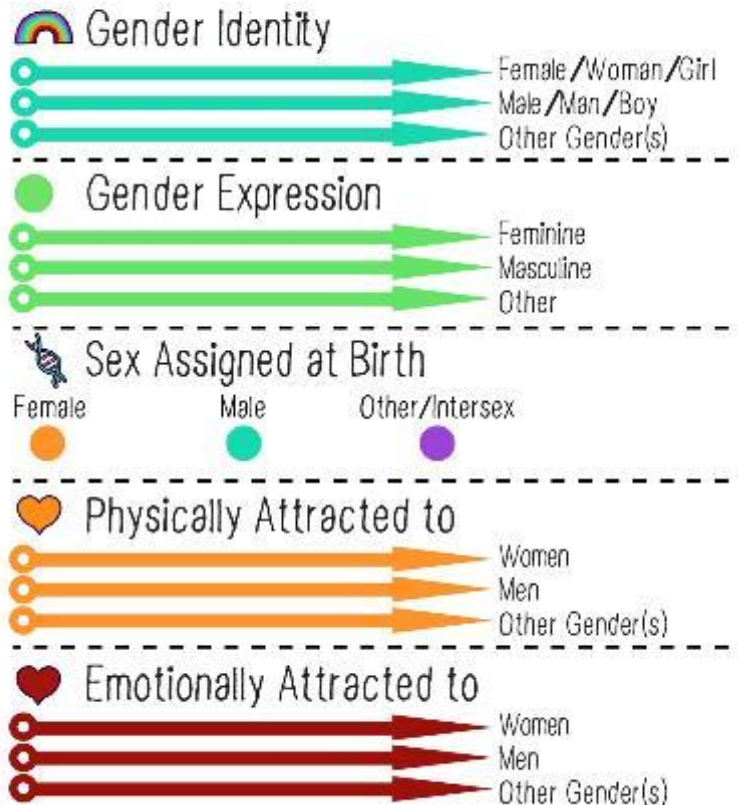 Gender Identity
Female/Woman/Girl
Male/Man/Boy
Other Gender(s)
Gender Expression
Feminine
Masculine
Other
Sex Assigned at Birth
Female Male Other/Intersex
Physically Attracted to
Women
Men
Other Gender(s)
Emotionally Attracted to
Women
Men
Other Gender(s)